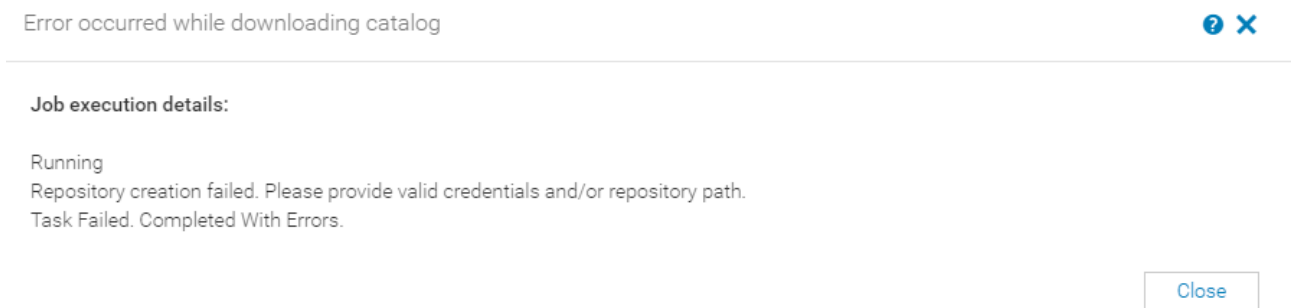 Error occurred while downloading catalog
Job execution details:
Running
Repository creation failed. Please provide valid credentials and/or repository path.
Task Failed. Completed With Errors.
Close